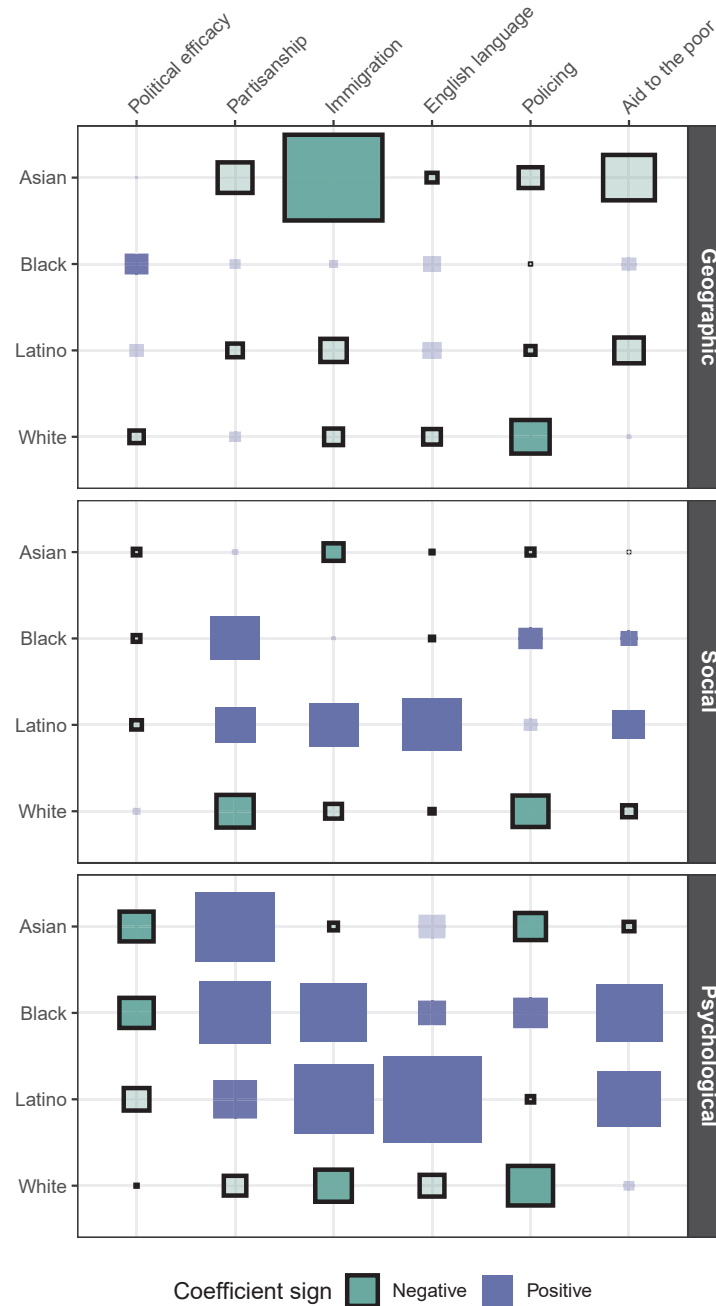 Political efficacy
Partisanship
Immigration
English language
Policing
Aid to the poor
Asian
Black
Latino
White
Geographic
Asian
Black
Latino
White
Social
Asian
Black
Latino
White
Psychological
Coefficient sign Negative Positive